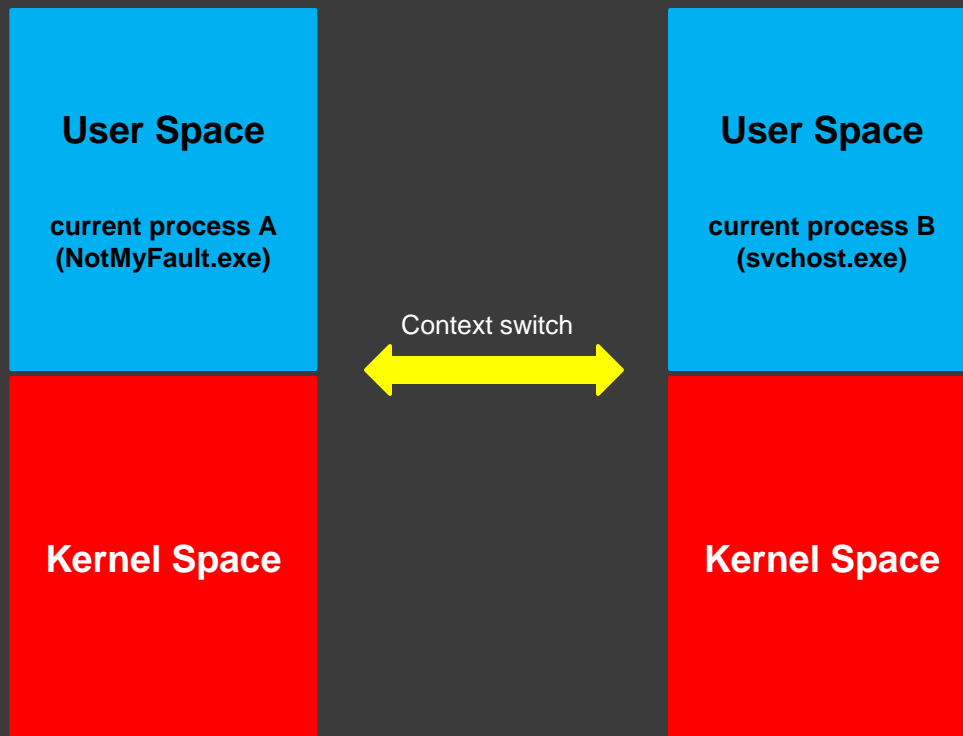 User Space
current process A
(NotMyFault.exe)
Kernel Space
Context switch
User Space
current process B
(svchost.exe)
Kernel Space